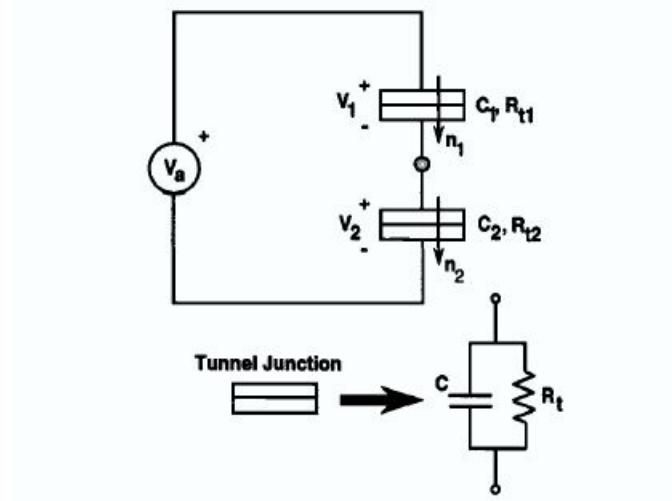 +
V₁
-
C₁, Rₜ₁
n₁
+
Vₐ
+
V₂
-
C₂, Rₜ₂
n₂
Tunnel Junction
C
Rₜ